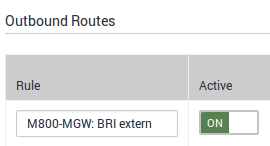 Outbound Routes
Rule Active
M800-MGW: BRI extern ON